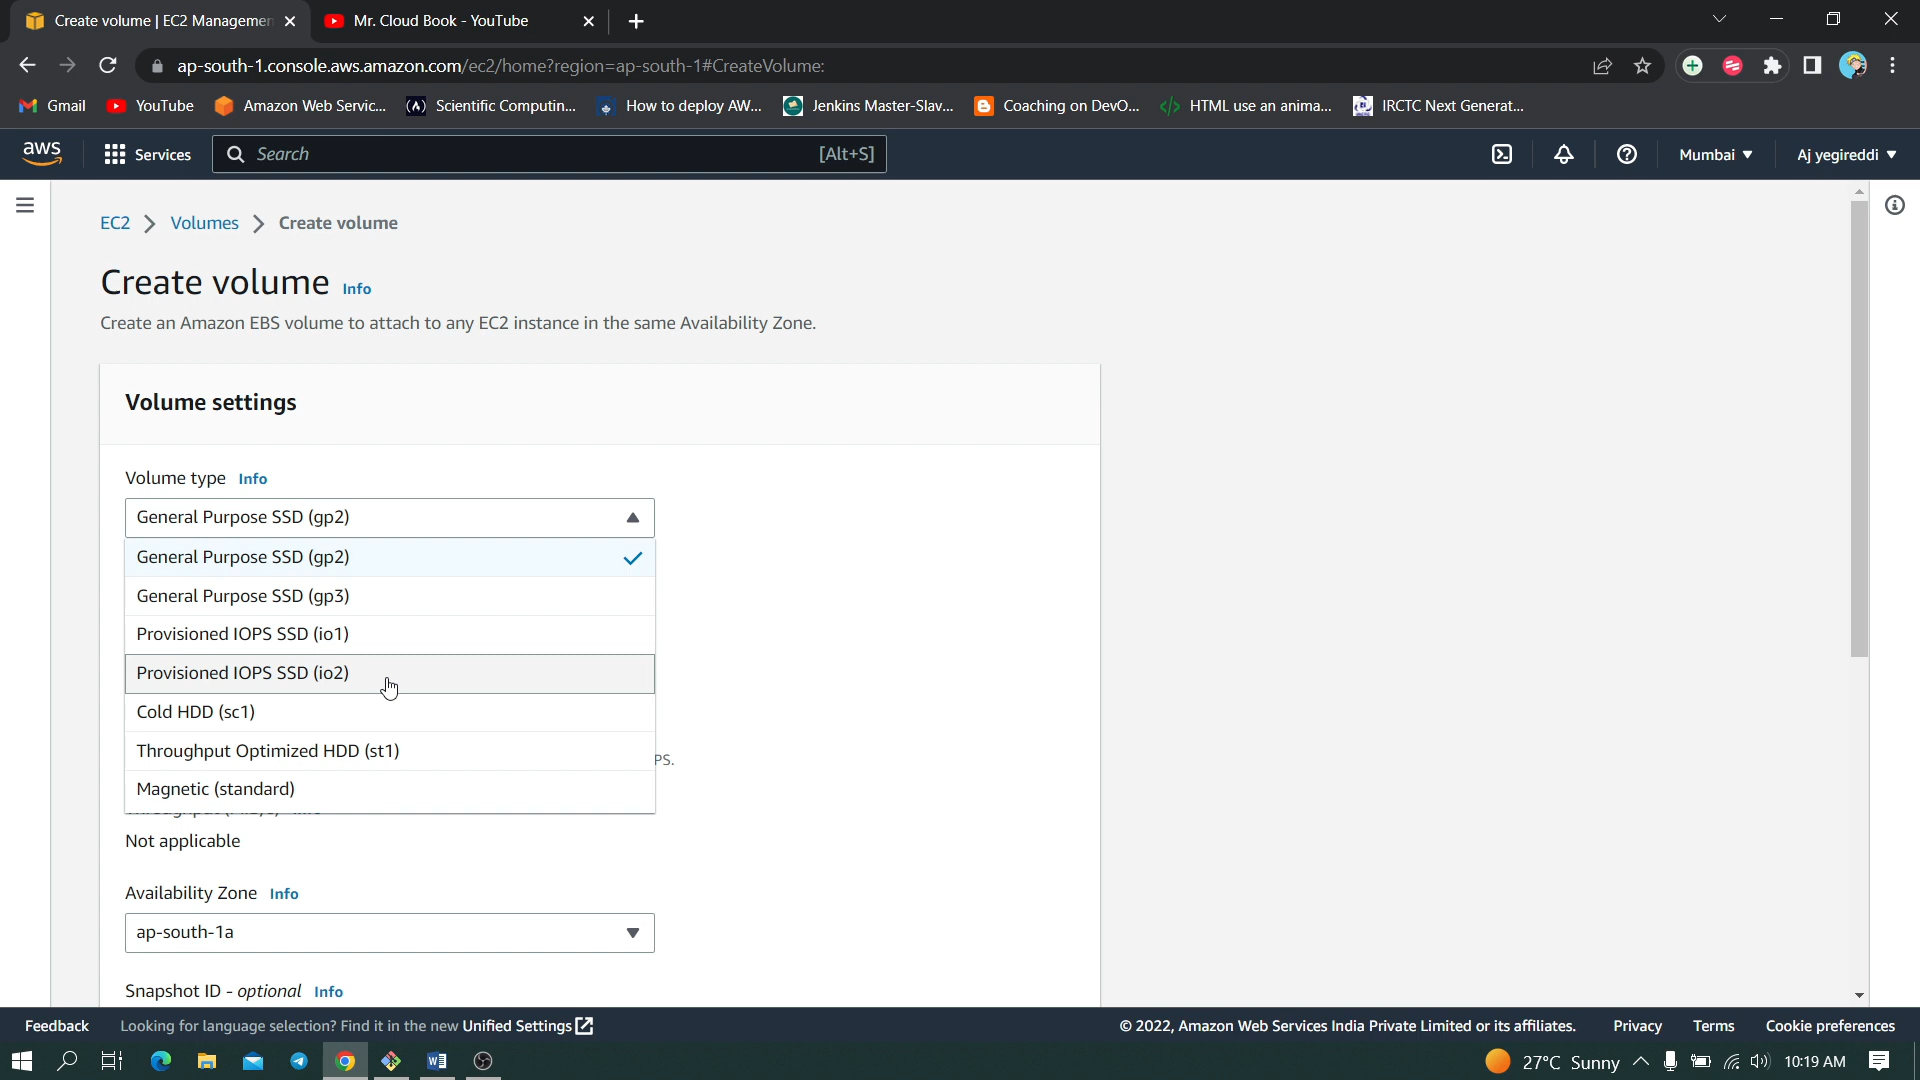 Create volume | EC2 Managemen
Mr. Cloud Book - YouTube
ap-south-1.console.aws.amazon.com/ec2/home?region=ap-south-1#CreateVolume:
Gmail
YouTube
Amazon Web Servic...
Scientific Computin...
How to deploy AW...
Jenkins Master-Slav...
Coaching on DevO...
HTML use an anima...
IRCTC Next Generat...
aws
Services
Search
[Alt+S]
Mumbai
Aj yegireddi
EC2
Volumes
Create volume
Create volume Info
Create an Amazon EBS volume to attach to any EC2 instance in the same Availability Zone.
Volume settings
Volume type Info
General Purpose SSD (gp2)
General Purpose SSD (gp2)
General Purpose SSD (gp3)
Provisioned IOPS SSD (io1)
Provisioned IOPS SSD (io2)
Cold HDD (sc1)
Throughput Optimized HDD (st1)
PS.
Magnetic (standard)
Not applicable
Availability Zone Info
ap-south-1a
Snapshot ID - optional Info
Feedback
Looking for language selection? Find it in the new Unified Settings
© 2022, Amazon Web Services India Private Limited or its affiliates.
Privacy
Terms
Cookie preferences
27°C Sunny
10:19 AM